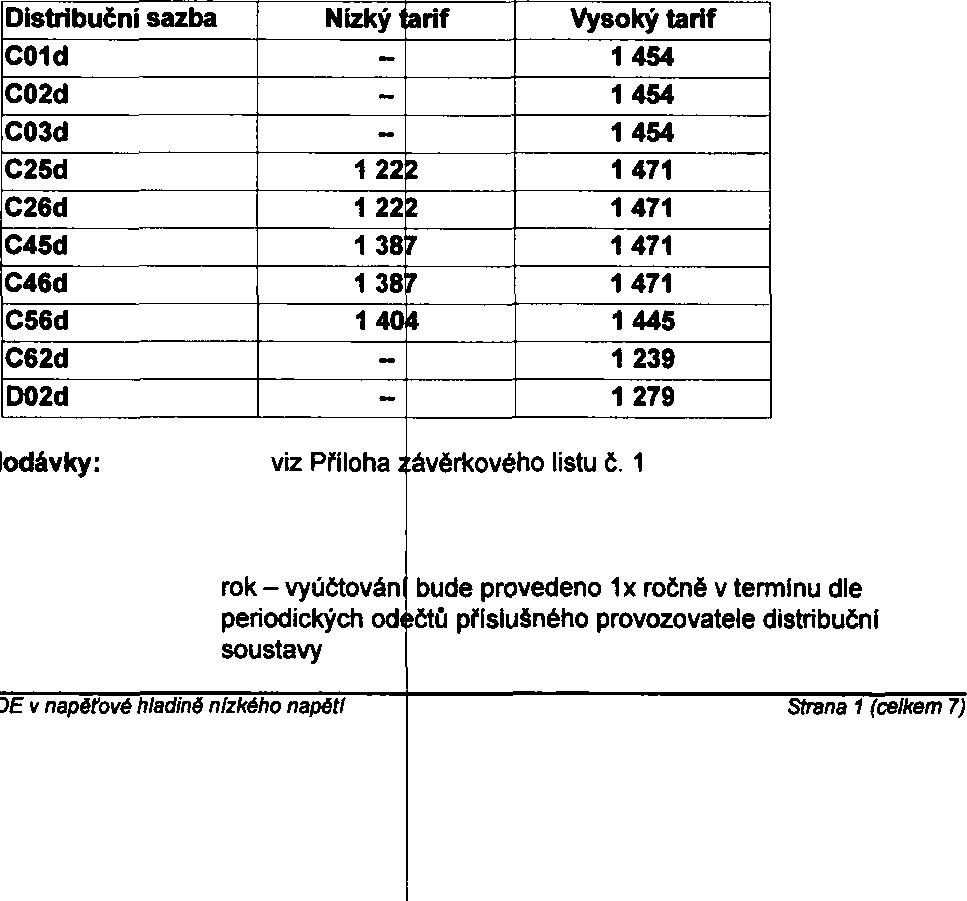 Distribuční sazba Nízký tarif Vysoký tarif
C01d – 1 454
C02d – 1 454
C03d – 1 454
C25d 1 222 1 471
C26d 1 222 1 471
C45d 1 387 1 471
C46d 1 387 1 471
C56d 1 404 1 445
C62d – 1 239
D02d – 1 279
lodávky: viz Příloha závěrkového listu č. 1
rok – vyúčtování bude provedeno 1x ročně v termínu dle
periodických odečtů příslušného provozovatele distribuční
soustavy
DE v napěťové hladině nízkého napětí Strana 1 (celkem 7)